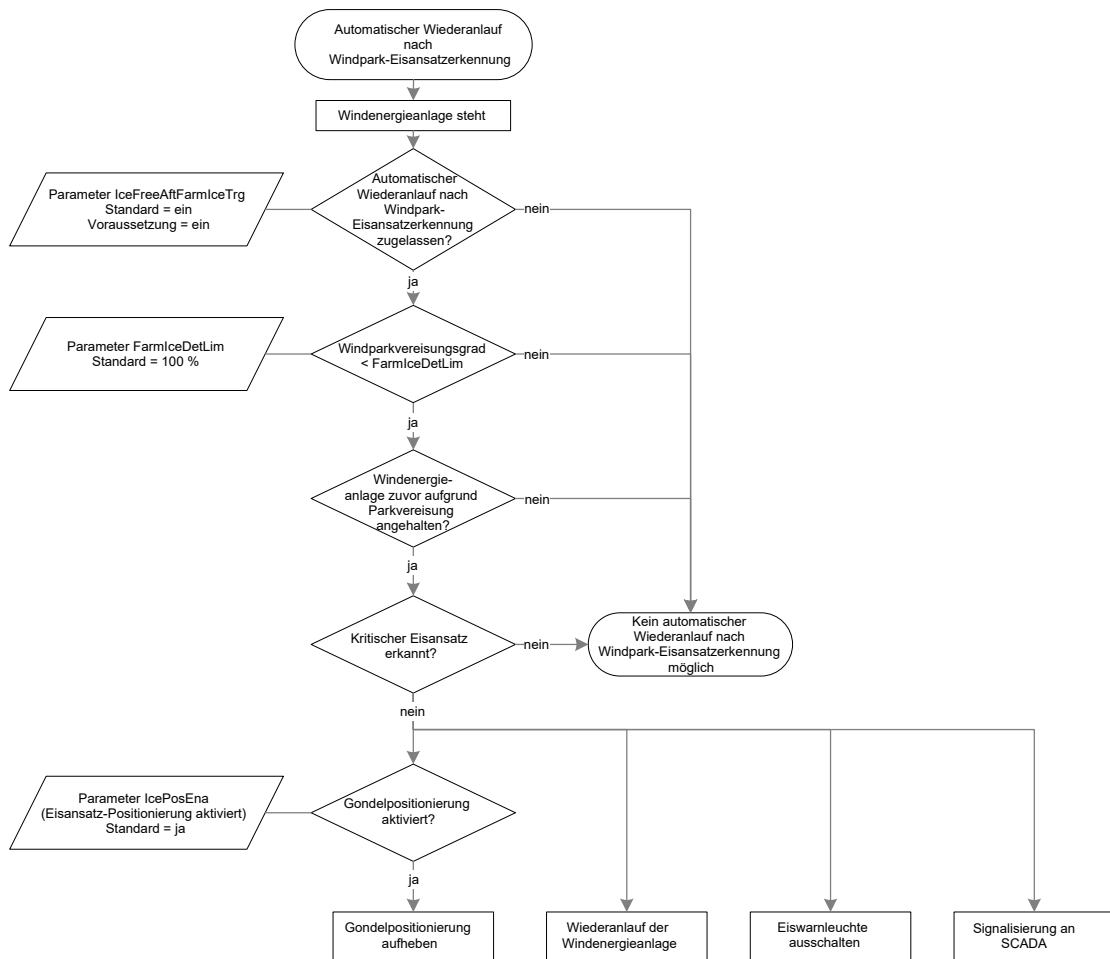 Automatischer Wiederanlauf
nach
Windpark-Eisansatzerkennung
Windenergieanlage steht
Parameter IceFreeAftFarmIceTrg
Standard = ein
Voraussetzung = ein
Automatischer
Wiederanlauf nach
Windpark-
Eisansatzerkennung
zugelassen?
nein
ja
Parameter FarmIceDetLim
Standard = 100 %
Windparkvereisungsgrad
< FarmIceDetLim
nein
ja
Windenergie-
anlage zuvor aufgrund
Parkvereisung
angehalten?
nein
ja
Kritischer Eisansatz
erkannt?
nein
Kein automatischer
Wiederanlauf nach
Windpark-Eisansatzerkennung
möglich
nein
Parameter IcePosEna
(Eisansatz-Positionierung aktiviert)
Standard = ja
Gondelpositionierung
aktiviert?
ja
Gondelpositionierung
aufheben
Wiederanlauf der
Windenergieanlage
Eiswarnleuchte
ausschalten
Signalisierung an
SCADA